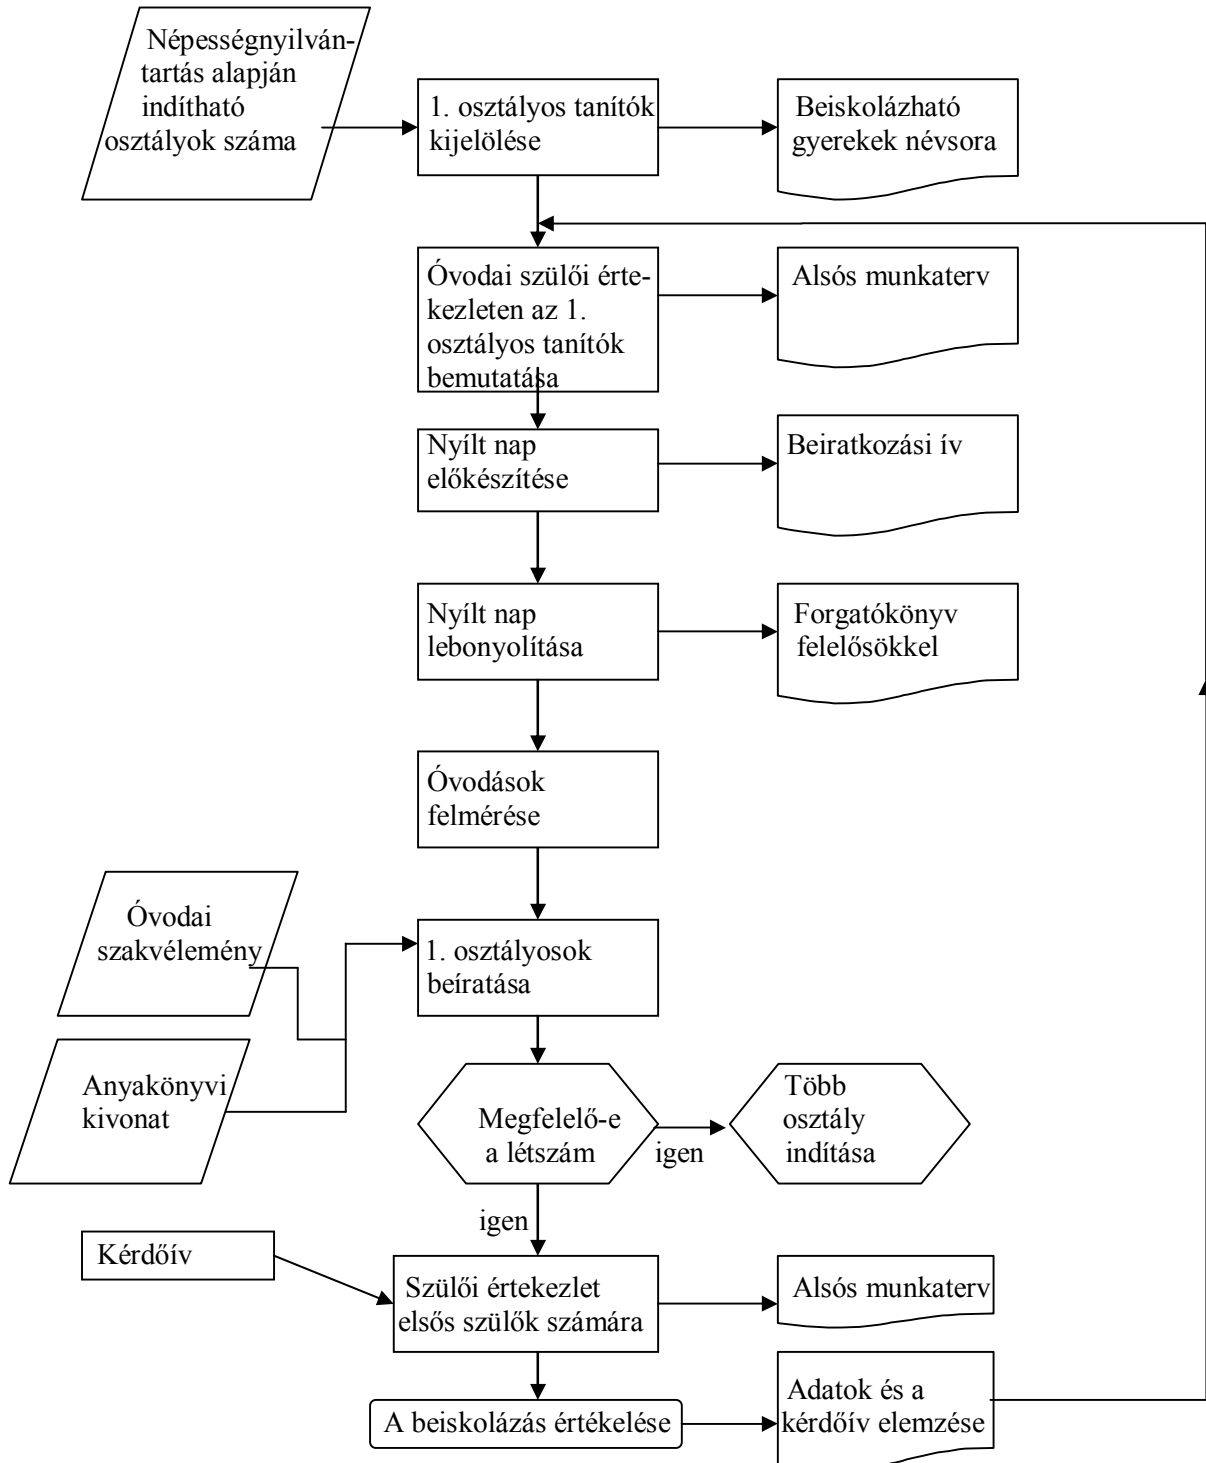 Népességnyilván-
tartás alapján
indítható
osztályok száma
1. osztályos tanítók
kijelölése
Beiskolázható
gyerekek névsora
Óvodai szülői érte-
kezleten az 1.
osztályos tanítók
bemutatása
Alsós munkaterv
Nyílt nap
előkészítése
Beiratkozási ív
Nyílt nap
lebonyolítása
Forgatókönyv
felelősökkel
Óvodások
felmérése
Óvodai
szakvélemény
1. osztályosok
beíratása
Anyakönyvi
kivonat
Megfelelő-e
a létszám
igen
Több
osztály
indítása
igen
Kérdőív
Szülői értekezlet
elsős szülők számára
Alsós munkaterv
A beiskolázás értékelése
Adatok és a
kérdőív elemzése